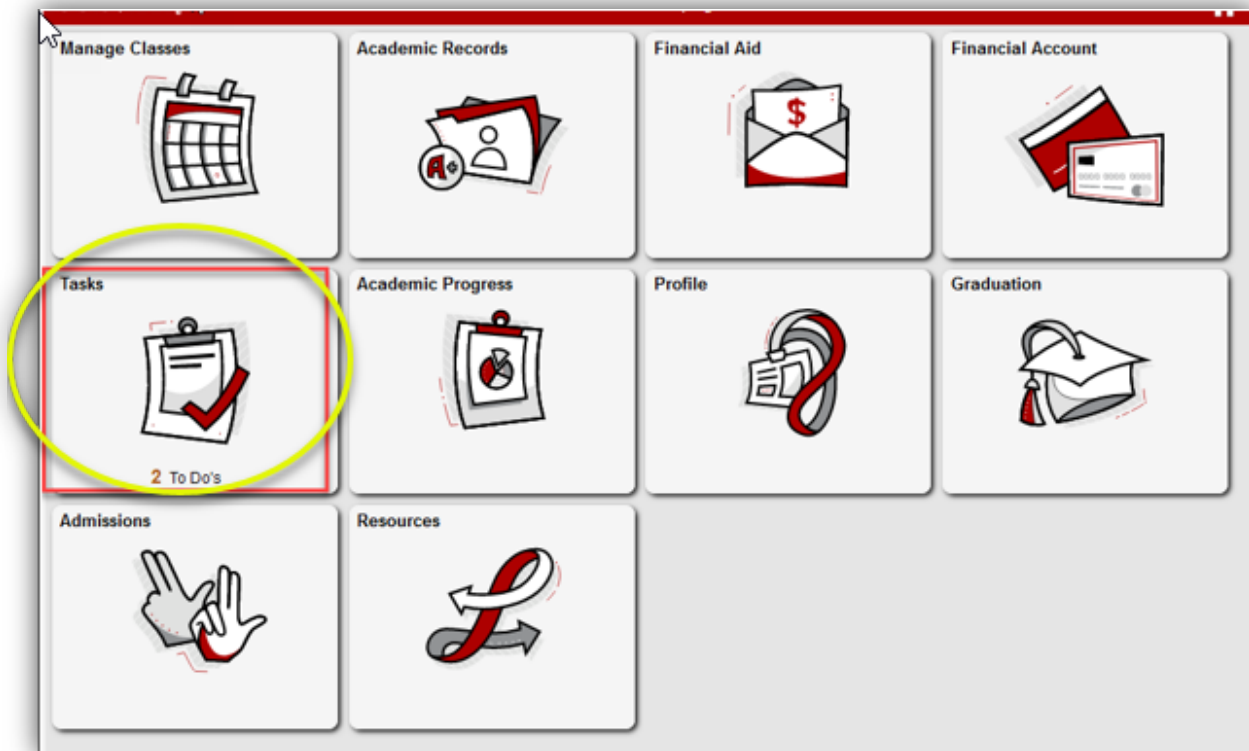 Manage Classes
Academic Records
Financial Aid
Financial Account
$
A+
Tasks
Academic Progress
Profile
Graduation
2 To Do's
Admissions
Resources